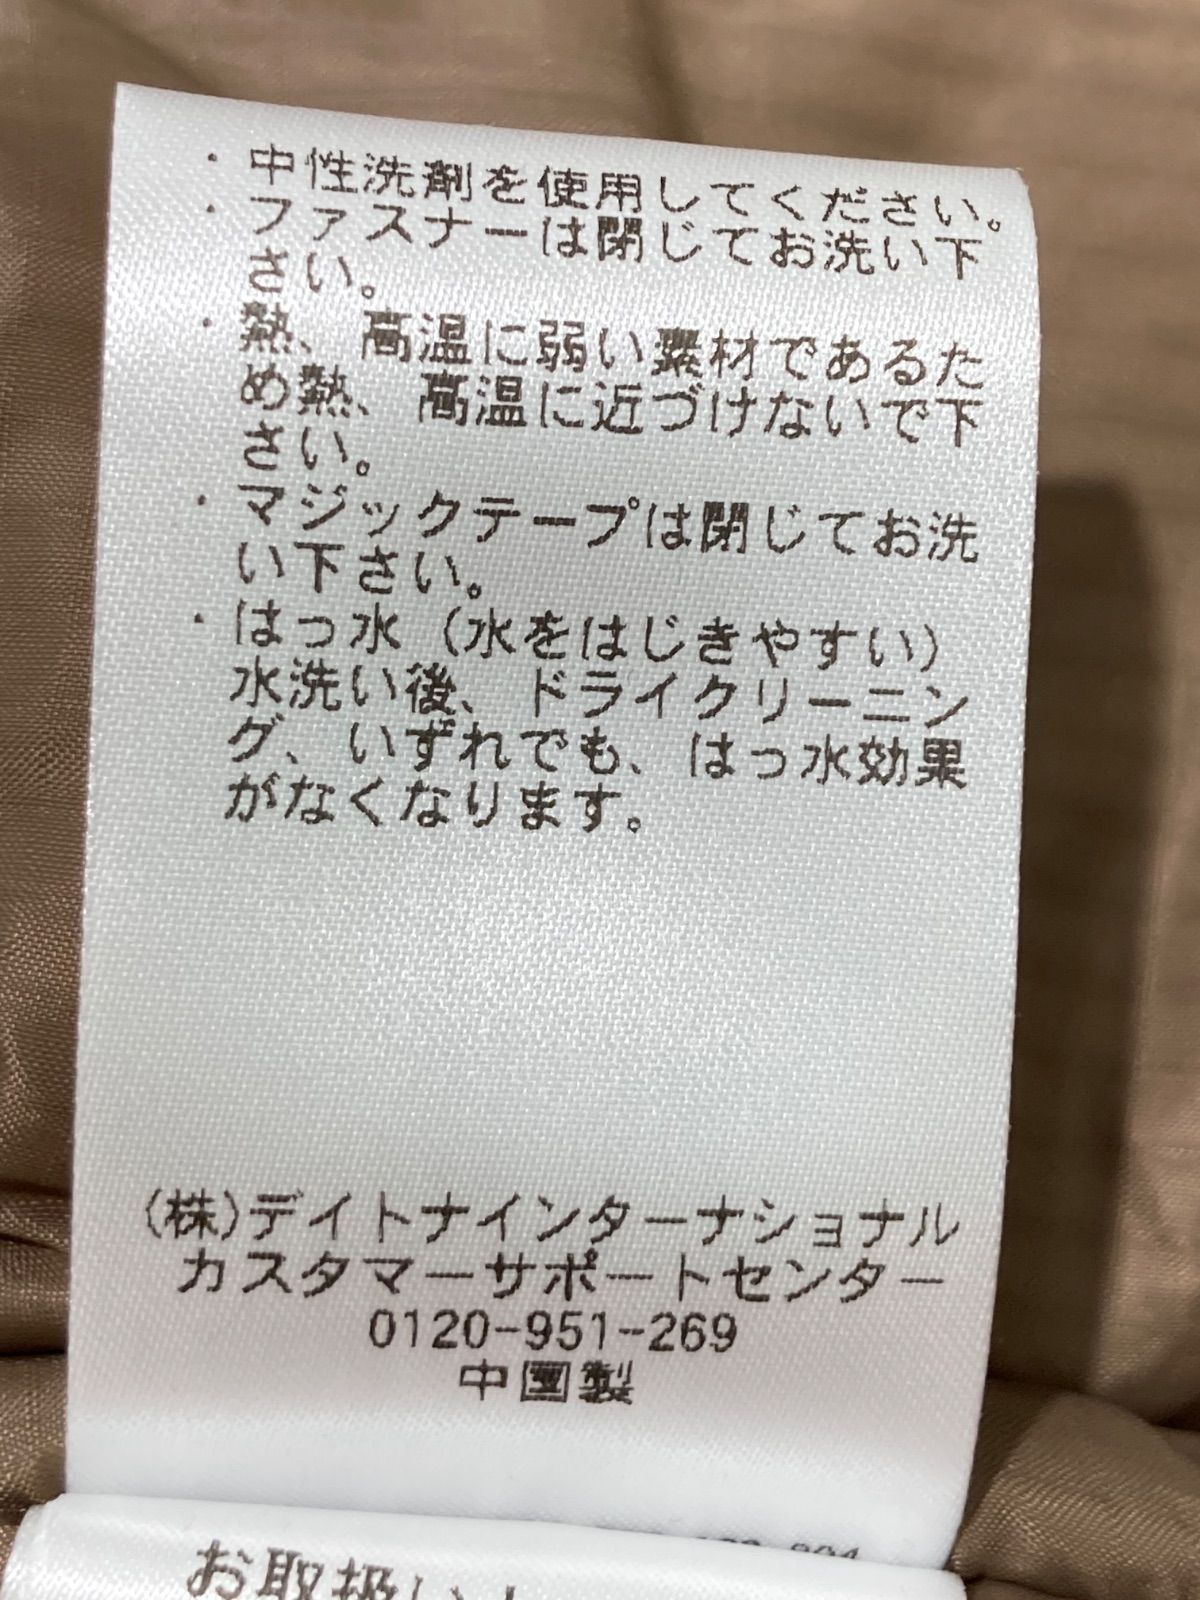 ・中性洗剤を使用してください。
・ファスナーは閉じてお洗い下
さい。
・熱、高温に弱い素材であるた
め熱、高温に近づけないで下
さい。
・マジックテープは閉じてお洗
い下さい。
・はっ水（水をはじきやすい）
水洗い後、ドライクリーニン
グ、いずれでも、はっ水効果
がなくなります。
(株)デイトナインターナショナル
カスタマーサポートセンター
0120-951-269
中国製
お取扱い